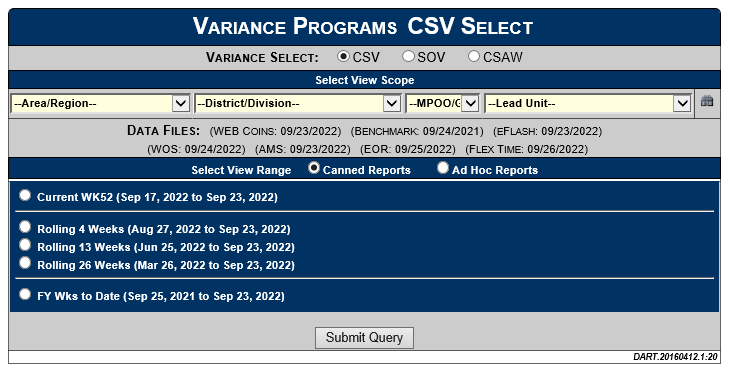 Variance Programs CSV Select
Variance Select: CSV SOV CSAW
Select View Scope
--Area/Region-- --District/Division-- --MPOO/G --Lead Unit--
Data Files: (Web Coins: 09/23/2022) (Benchmark: 09/24/2021) (eFlash: 09/23/2022)
(WOS: 09/24/2022) (AMS: 09/23/2022) (EOR: 09/25/2022) (Flex Time: 09/26/2022)
Select View Range Canned Reports Ad Hoc Reports
Current WK52 (Sep 17, 2022 to Sep 23, 2022)
Rolling 4 Weeks (Aug 27, 2022 to Sep 23, 2022)
Rolling 13 Weeks (Jun 25, 2022 to Sep 23, 2022)
Rolling 26 Weeks (Mar 26, 2022 to Sep 23, 2022)
FY Wks to Date (Sep 25, 2021 to Sep 23, 2022)
Submit Query
DART.20160412.1:20